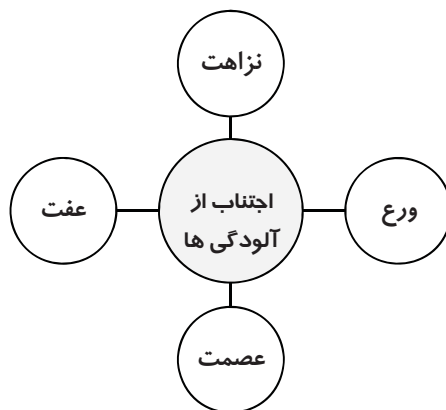 نزاهت
ورع
اجتناب از
آلودگی ها
عفت
عصمت